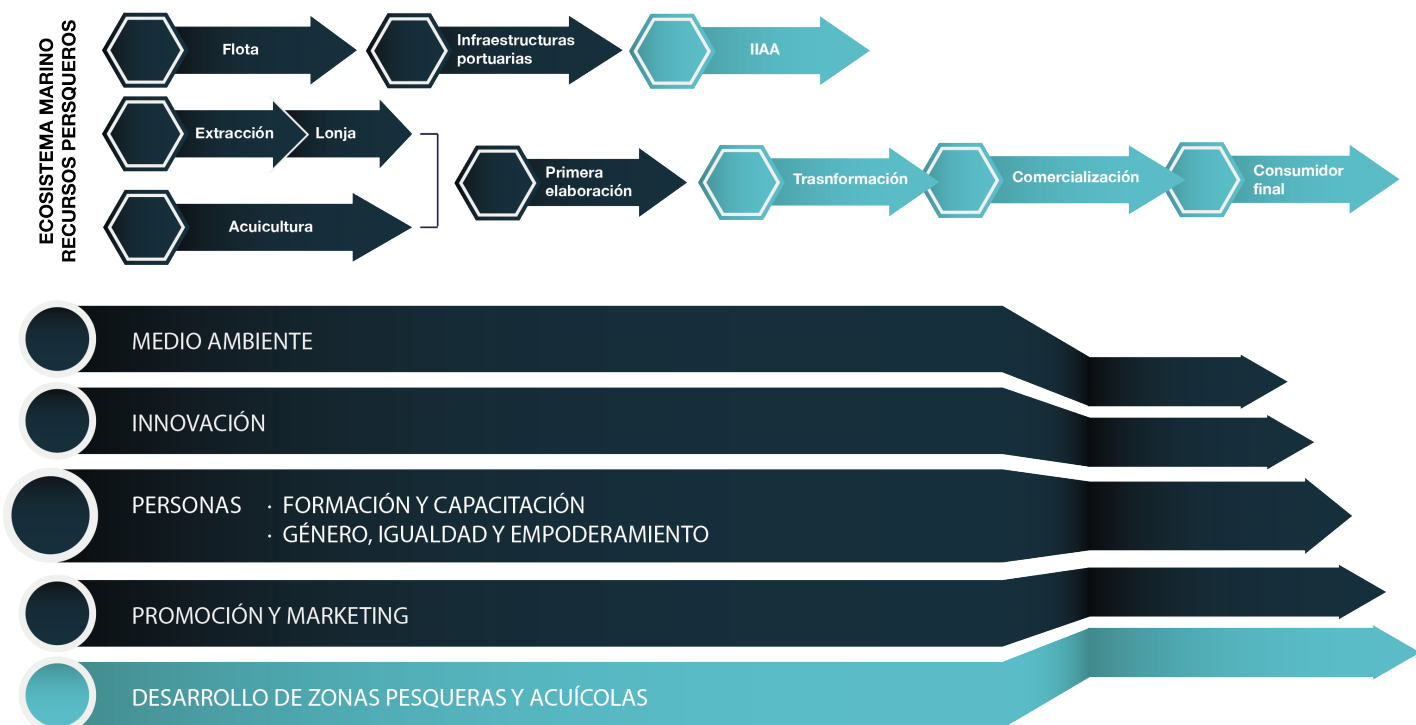 ECOSISTEMA MARINO
RECURSOS PERSQUEROS
Flota
Infraestructuras
portuarias
IIAA
Extracción
Lonja
Acuicultura
Primera
elaboración
Trasnformación
Comercialización
Consumidor
final
MEDIO AMBIENTE
INNOVACIÓN
PERSONAS · FORMACIÓN Y CAPACITACIÓN
· GÉNERO, IGUALDAD Y EMPODERAMIENTO
PROMOCIÓN Y MARKETING
DESARROLLO DE ZONAS PESQUERAS Y ACUÍCOLAS